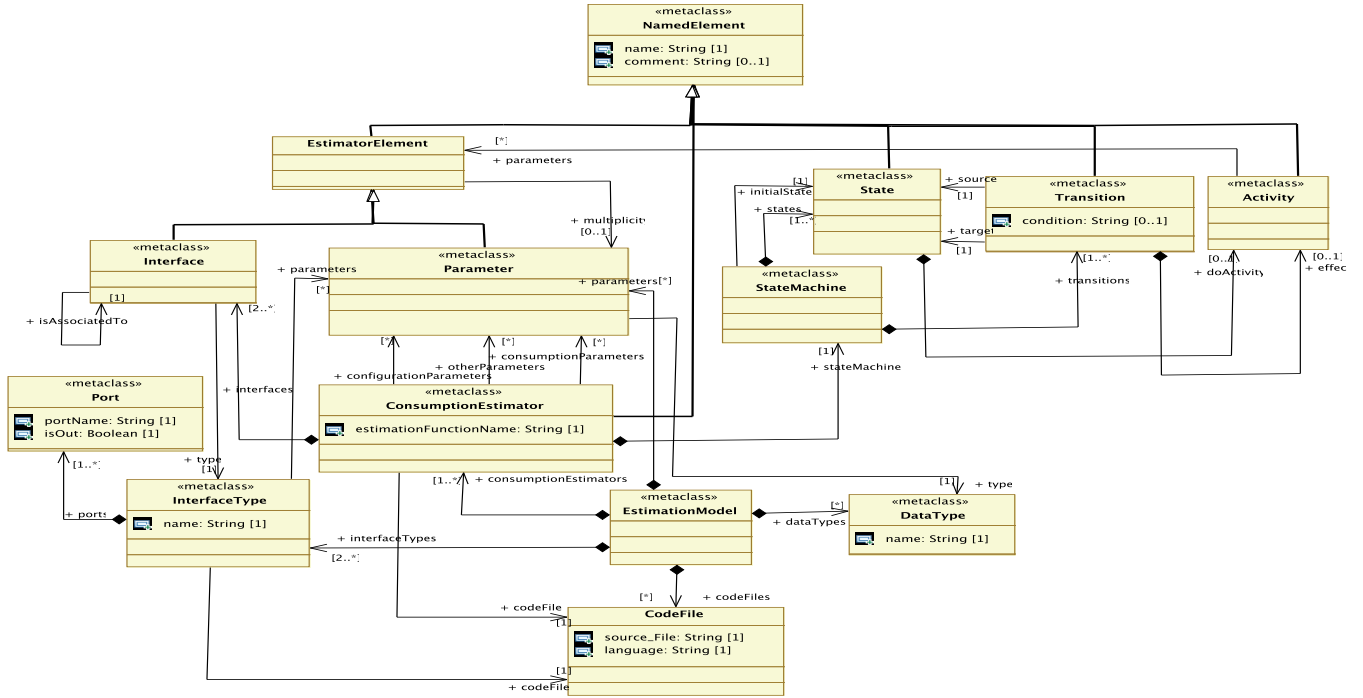 «metaclass»
NamedElement
name: String [1]
comment: String [0..1]
EstimatorElement
[*]
+ parameters
+ multiplicit
[0..1]
«metaclass»
State
[1]
+ initialState
+ states
[1..*
+ source
[1]
+ target
[1]
«metaclass»
Transition
condition: String [0..1]
«metaclass»
Activity
[0..
+ doActivity
[0..1]
+ effec
[1..*]
+ transitions
«metaclass»
StateMachine
[1]
+ stateMachine
«metaclass»
Interface
[1]
+ isAssociatedTo
[2..*]
+ interfaces
+ parameters
[*]
«metaclass»
Parameter
+ parameters[*]
[*]
[*]
[*]
+ consumptionParameters
+ otherParameters
+ configurationParameters
«metaclass»
Port
portName: String [1]
isOut: Boolean [1]
[1..*]
+ ports
+ type
[1]
«metaclass»
ConsumptionEstimator
estimationFunctionName: String [1]
[1..*
+ consumptionEstimators
«metaclass»
InterfaceType
name: String [1]
+ interfaceTypes
[2..*]
«metaclass»
EstimationModel
[*]
+ dataTypes
[1]
+ type
«metaclass»
DataType
name: String [1]
[*]
+ codeFiles
+ codeFile
[1]
CodeFile
source_File: String [1]
language: String [1]
[1]
+ codeFile